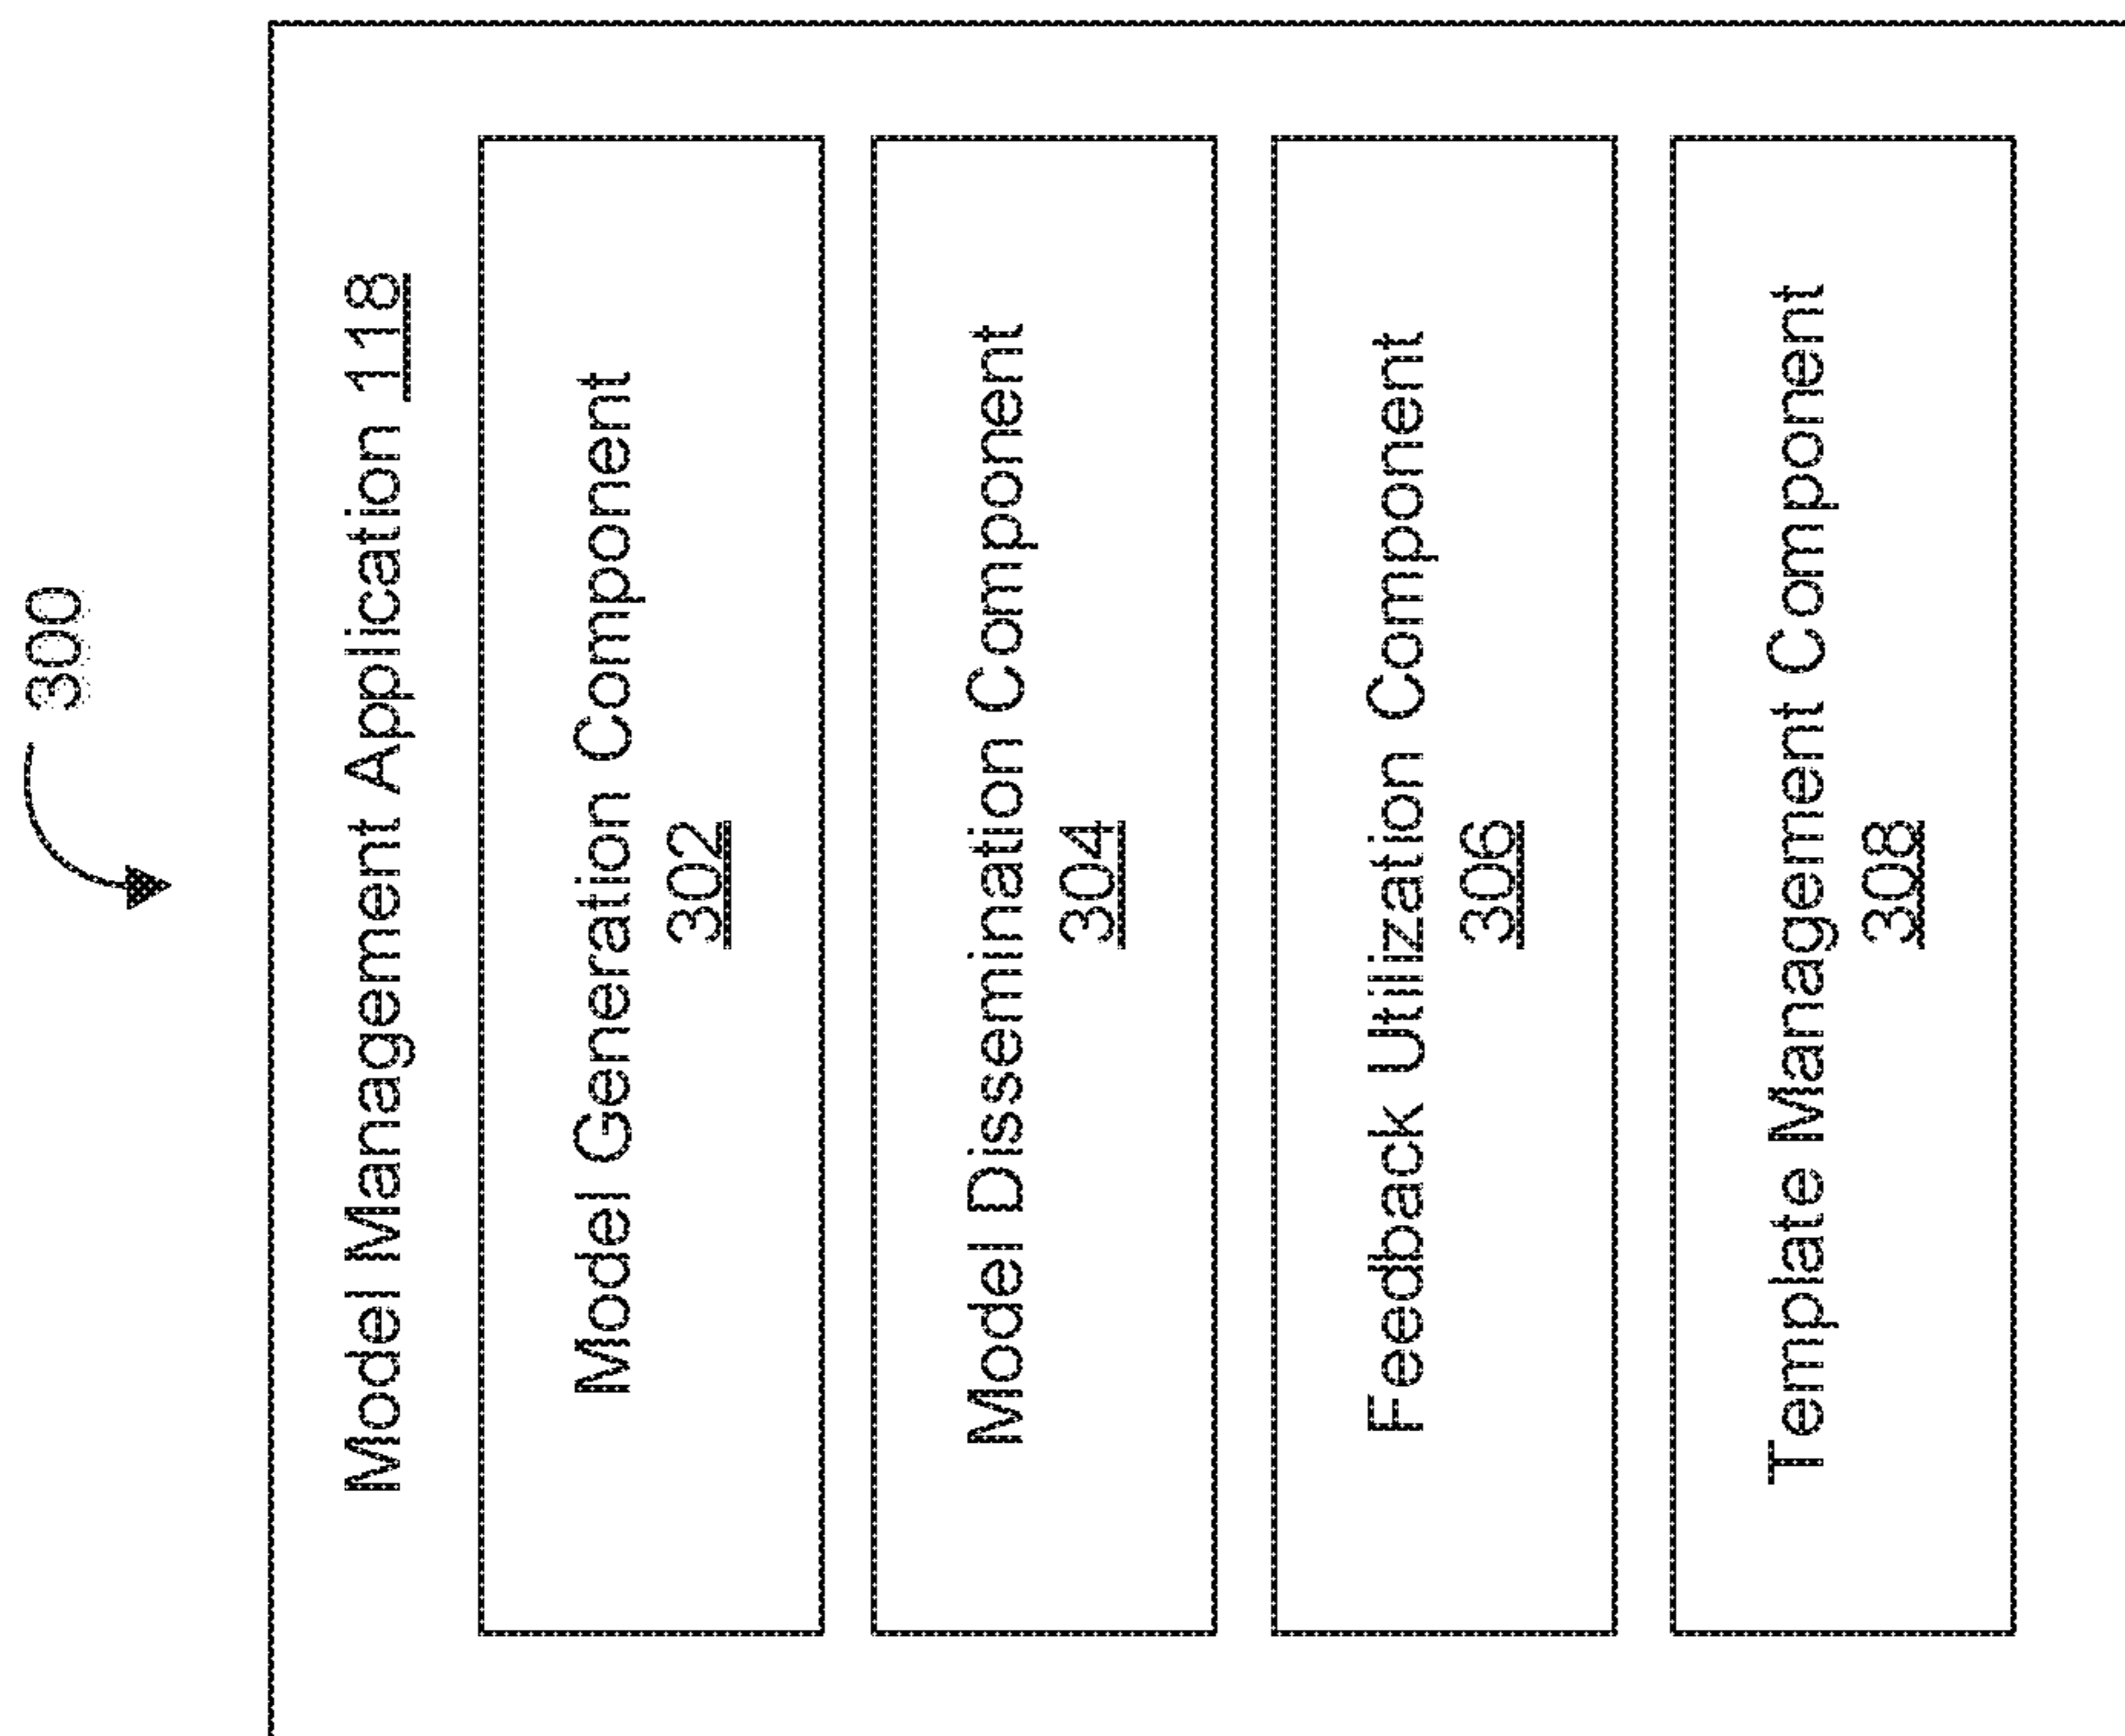 300
Model Management Application 118
Model Generation Component
302
Model Dissemination Component
304
Feedback Utilization Component
306
Template Management Component
308